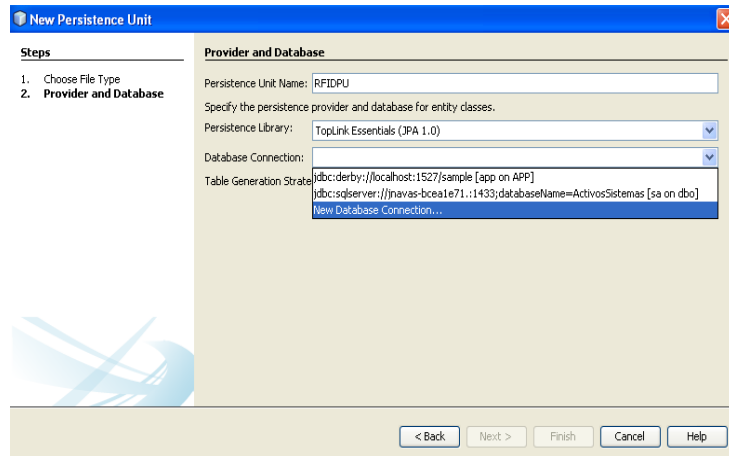 New Persistence Unit
Steps
1. Choose File Type
2. Provider and Database
Provider and Database
Persistence Unit Name: RFIDPU
Specify the persistence provider and database for entity classes.
Persistence Library: TopLink Essentials (JPA 1.0)
Database Connection:
Table Generation Strate
jdbc:derby://localhost:1527/sample [app on APP]
jdbc:sqlserver://jnavas-bcea1e71.:1433;databaseName=ActivosSistemas [sa on dbo]
New Database Connection...
< Back Next > Finish Cancel Help